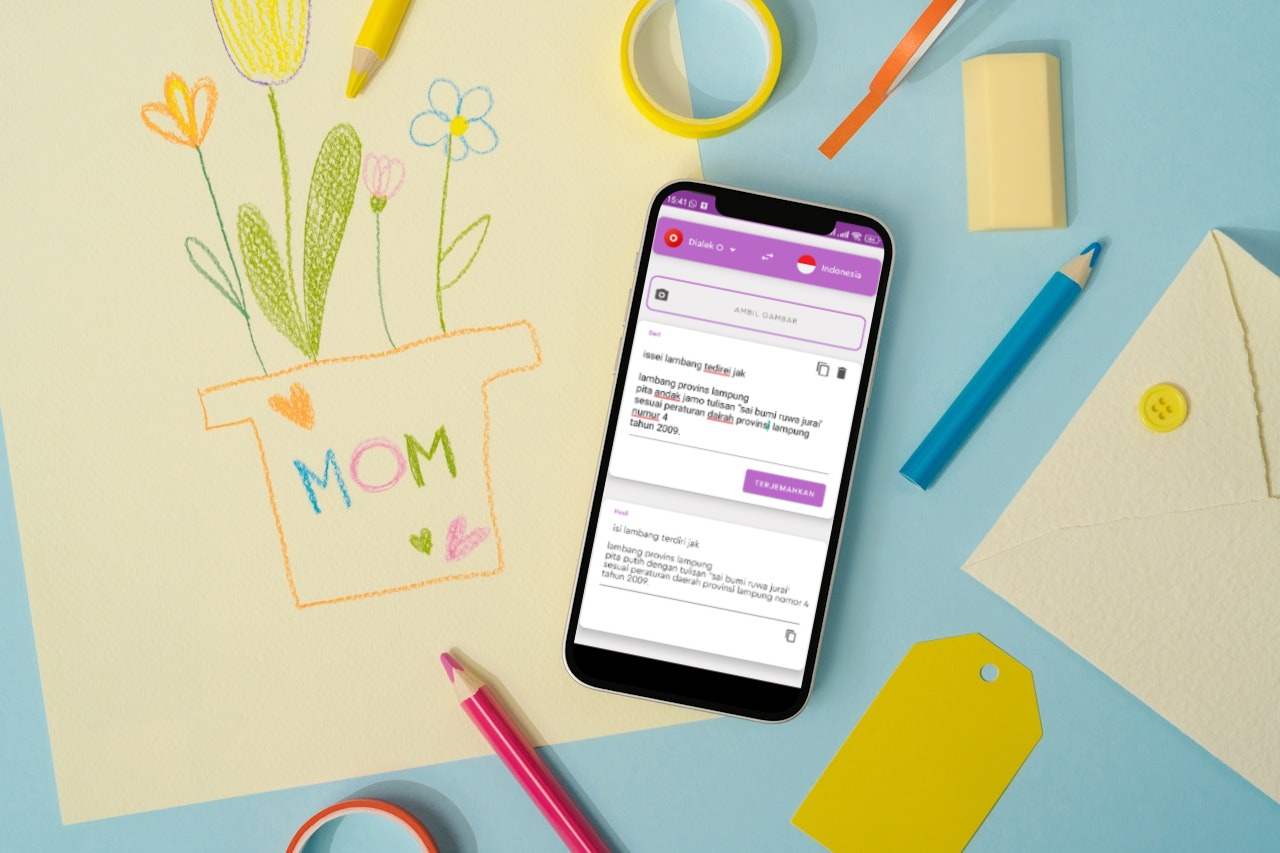 MOM
15:41
Dialek O
Indonesia
AMBIL GAMBAR
Dari
issei lambang tedirei jak
lambang provins lampung
pita andak jamo tulisan "sai bumi ruwa jurai'
sesuai peraturan dairah provinsi lampung
numur 4
tahun 2009.
TERJEMAHKAN
Hasil
isi lambang terdiri jak
lambang provins lampung
pita putih dengan tulisan "sai bumi ruwa jurai'
sesuai peraturan daerah provinsi lampung nomor 4
tahun 2009.